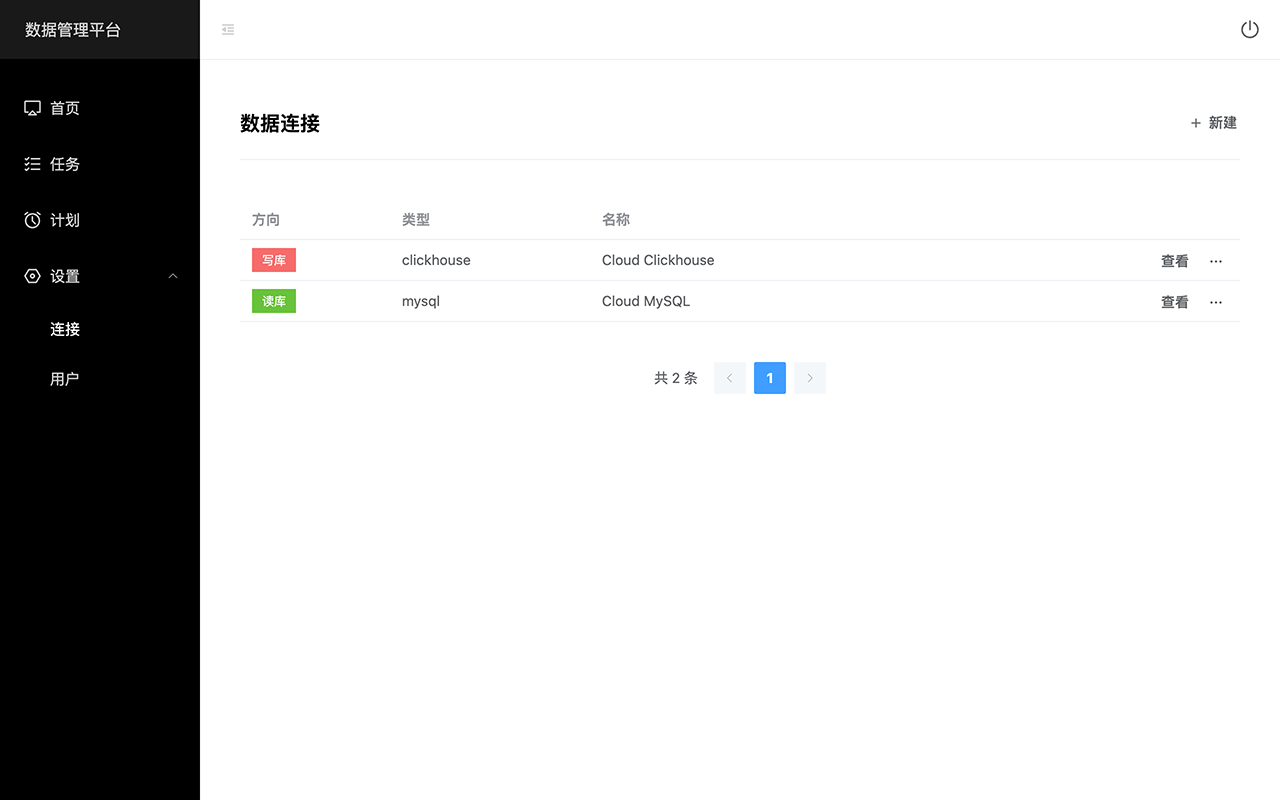 数据管理平台
首页
任务
计划
设置
连接
用户
数据连接
+ 新建
方向 类型 名称
写库 clickhouse Cloud Clickhouse 查看 ···
读库 mysql Cloud MySQL 查看 ···
共 2 条 < 1 >